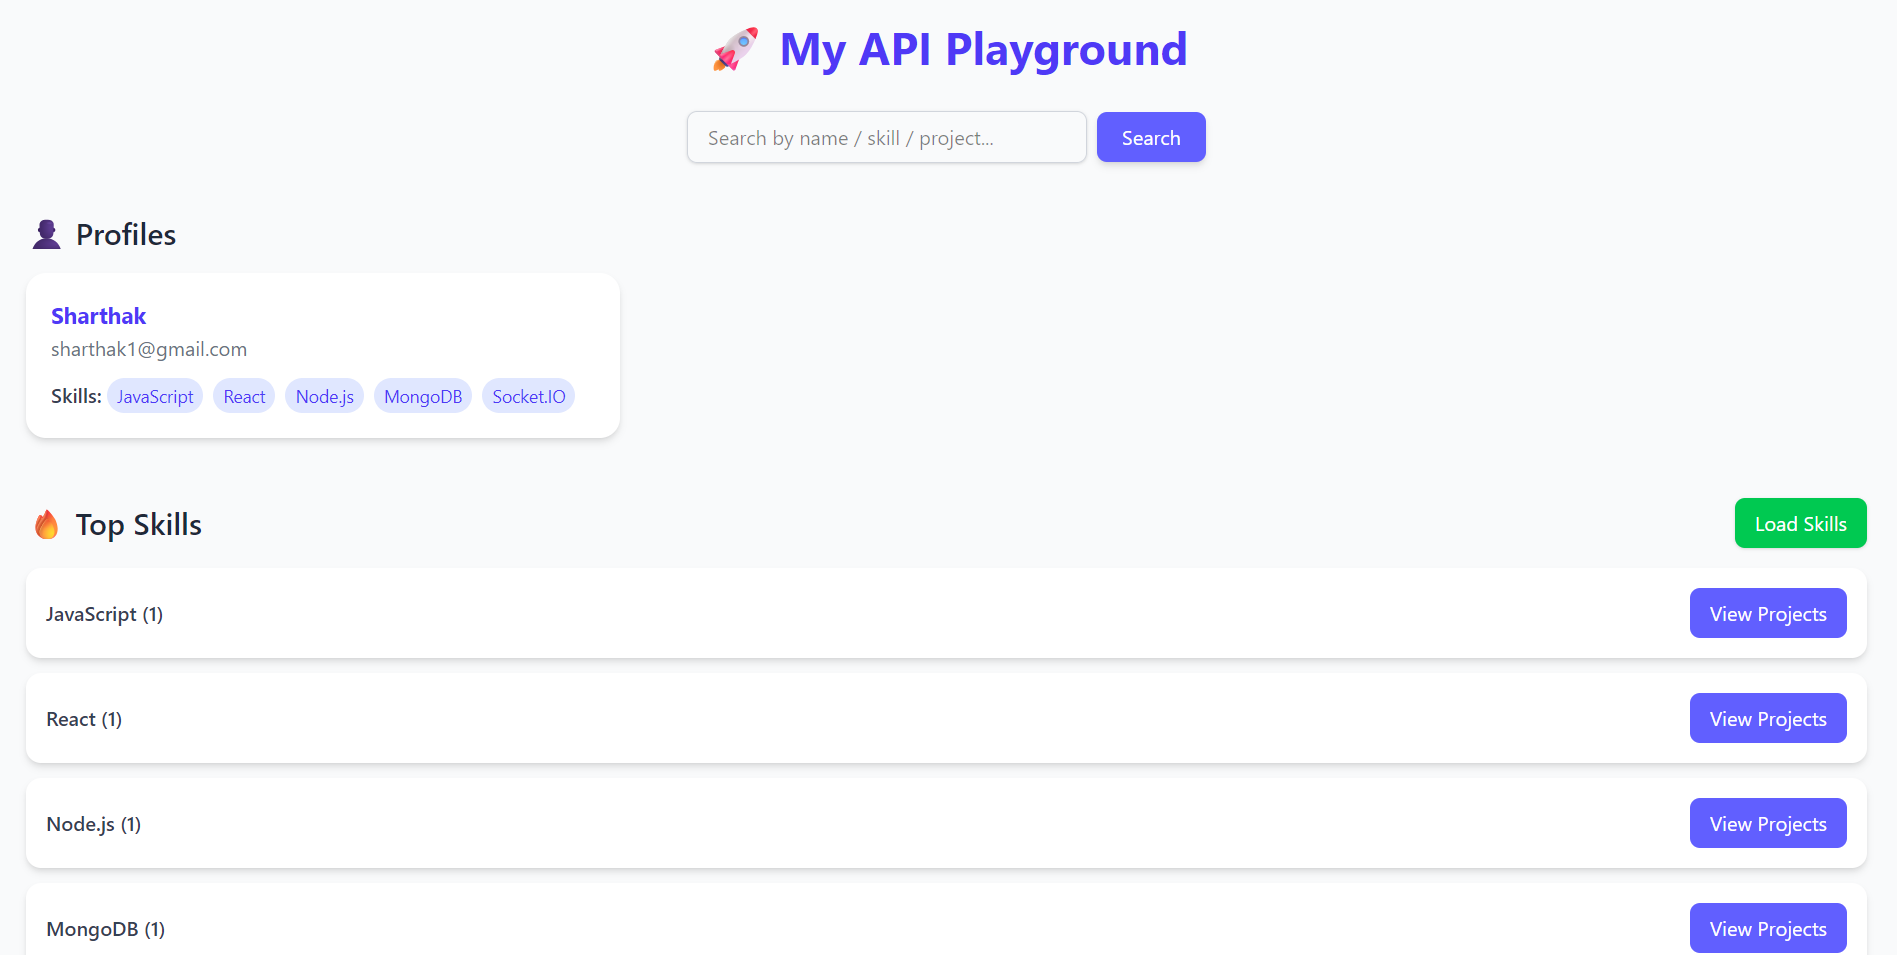 🚀 My API Playground
Search by name / skill / project...
Search
👤 Profiles
Sharthak
sharthak1@gmail.com
Skills: JavaScript React Node.js MongoDB Socket.IO
🔥 Top Skills
Load Skills
JavaScript (1)
View Projects
React (1)
View Projects
Node.js (1)
View Projects
MongoDB (1)
View Projects